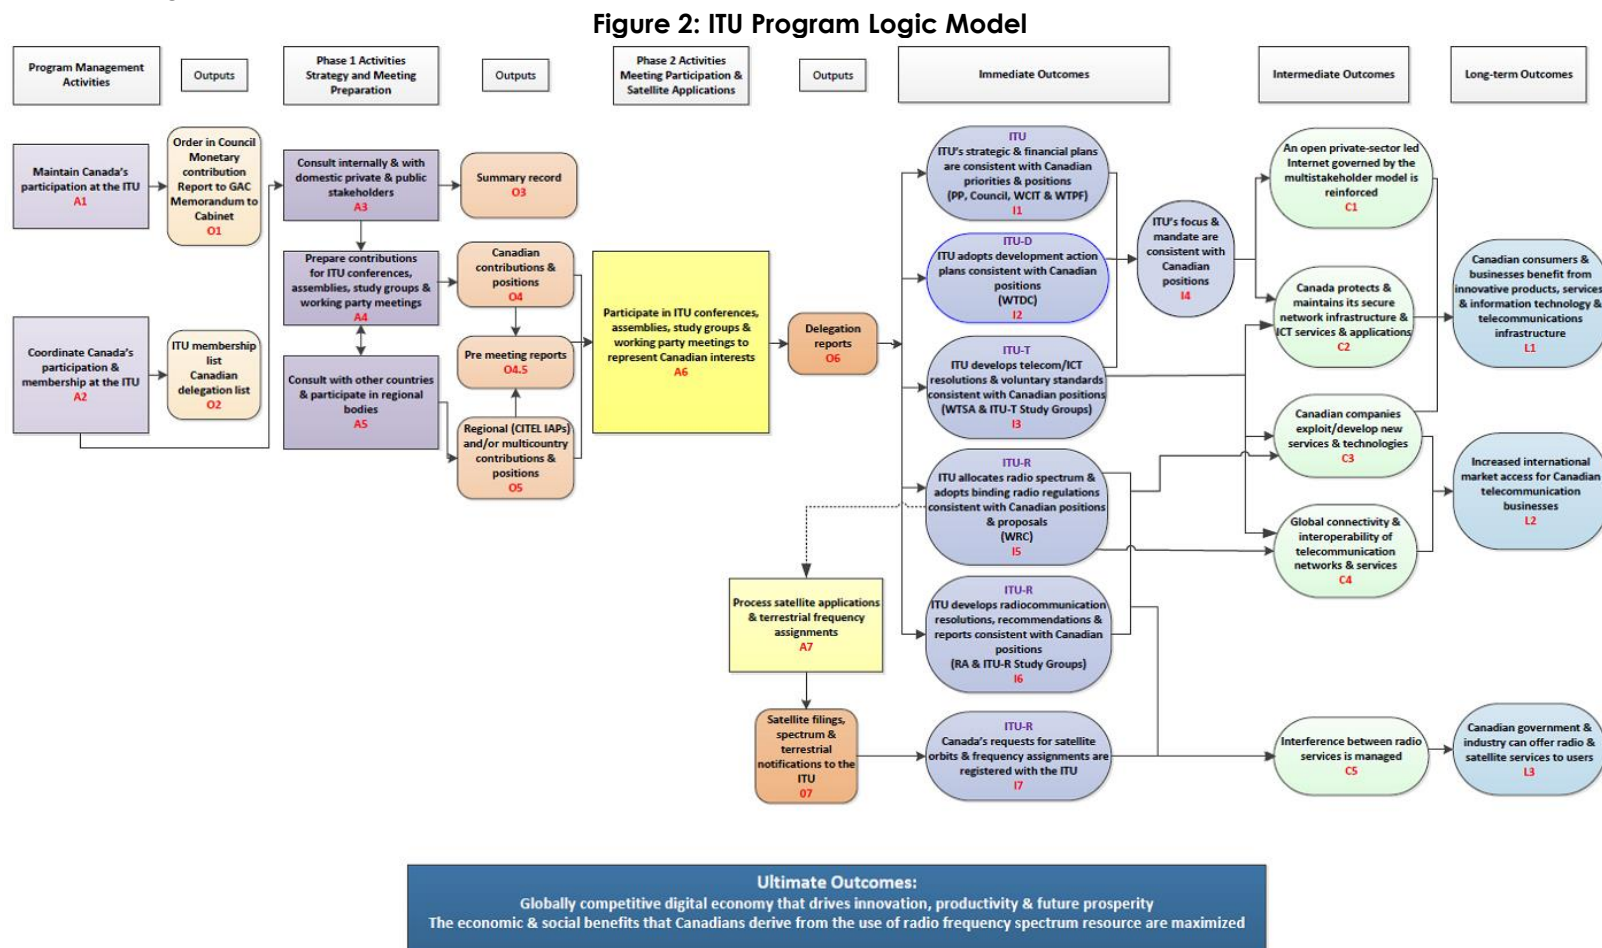 Figure 2: ITU Program Logic Model
Program Management
Activities
Outputs
Phase 1 Activities
Strategy and Meeting
Preparation
Outputs
Phase 2 Activities
Meeting Participation &
Satellite Applications
Outputs
Immediate Outcomes
Intermediate Outcomes
Long-term Outcomes
Maintain Canada's
participation at the ITU
A1
Order in Council
Monetary
contribution
Report to GAC
Memorandum to
Cabinet
O1
Coordinate Canada's
participation &
membership at the ITU
A2
ITU membership
list
Canadian
delegation list
O2
Consult internally & with
domestic private & public
stakeholders
A3
Summary record
O3
Prepare contributions
for ITU conferences,
assemblies, study groups &
working party meetings
A4
Canadian
contributions &
positions
O4
Pre meeting reports
O4.5
Consult with other countries
& participate in regional
bodies
A5
Regional (CITEL IAPs)
and/or multicountry
contributions &
positions
O5
Participate in ITU conferences,
assemblies, study groups &
working party meetings to
represent Canadian interests
A6
Delegation
reports
O6
Process satellite applications
& terrestrial frequency
assignments
A7
Satellite filings,
spectrum &
terrestrial
notifications to the
ITU
07
ITU
ITU's strategic & financial plans
are consistent with Canadian
priorities & positions
(PP, Council, WCIT & WTPF)
I1
ITU-D
ITU adopts development action
plans consistent with Canadian
positions
(WTDC)
I2
ITU-T
ITU develops telecom/ICT
resolutions & voluntary standards
consistent with Canadian positions
(WTSA & ITU-T Study Groups)
I3
ITU's focus &
mandate are
consistent with
Canadian
positions
I4
ITU-R
ITU allocates radio spectrum &
adopts binding radio regulations
consistent with Canadian positions
& proposals
(WRC)
I5
ITU-R
ITU develops radiocommunication
resolutions, recommendations &
reports consistent with Canadian
positions
(RA & ITU-R Study Groups)
I6
ITU-R
Canada's requests for satellite
orbits & frequency assignments are
registered with the ITU
I7
An open private-sector led
Internet governed by the
multistakeholder model is
reinforced
C1
Canada protects &
maintains its secure
network infrastructure &
ICT services & applications
C2
Canadian companies
exploit/develop new
services & technologies
C3
Global connectivity &
interoperability of
telecommunication
networks & services
C4
Interference between radio
services is managed
C5
Canadian consumers &
businesses benefit from
innovative products, services
& information technology &
telecommunications
infrastructure
L1
Increased international
market access for Canadian
telecommunication
businesses
L2
Canadian government &
industry can offer radio &
satellite services to users
L3
Ultimate Outcomes:
Globally competitive digital economy that drives innovation, productivity & future prosperity
The economic & social benefits that Canadians derive from the use of radio frequency spectrum resource are maximized